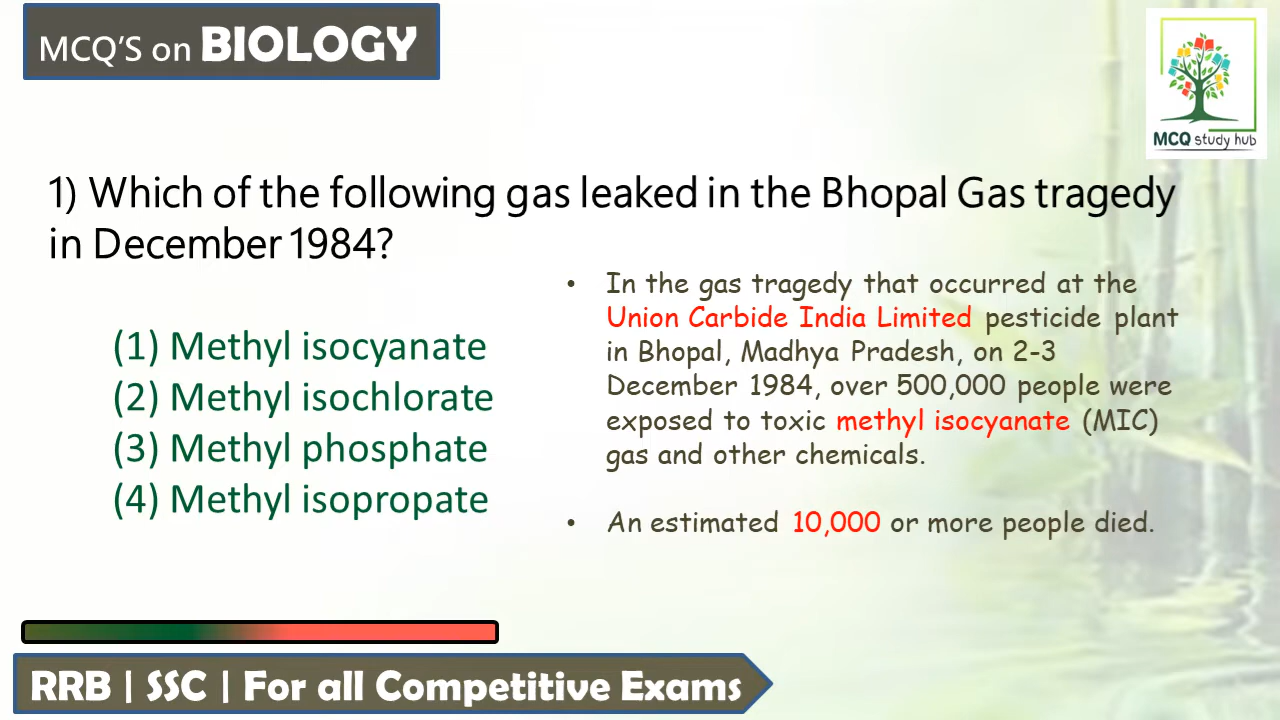 MCQ'S on BIOLOGY
MCQ study hub
1) Which of the following gas leaked in the Bhopal Gas tragedy
in December 1984?
(1) Methyl isocyanate
(2) Methyl isochlorate
(3) Methyl phosphate
(4) Methyl isopropate
• In the gas tragedy that occurred at the
Union Carbide India Limited pesticide plant
in Bhopal, Madhya Pradesh, on 2-3
December 1984, over 500,000 people were
exposed to toxic methyl isocyanate (MIC)
gas and other chemicals.
• An estimated 10,000 or more people died.
RRB | SSC | For all Competitive Exams